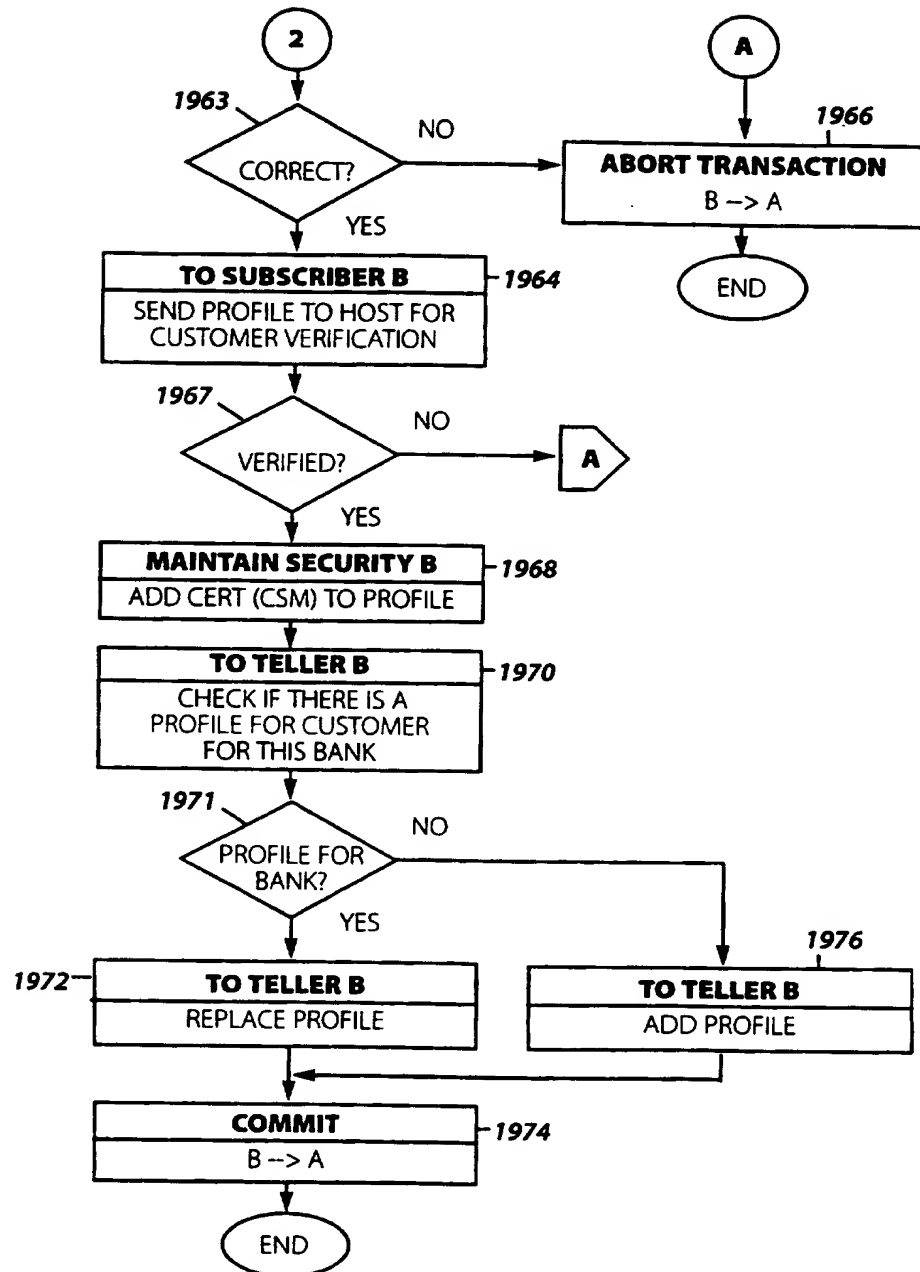 2
A
1963
NO
1966
CORRECT?
ABORT TRANSACTION
B --> A
YES
TO SUBSCRIBER B
1964
END
SEND PROFILE TO HOST FOR
CUSTOMER VERIFICATION
1967
NO
VERIFIED?
A
YES
MAINTAIN SECURITY B
1968
ADD CERT (CSM) TO PROFILE
TO TELLER B
1970
CHECK IF THERE IS A
PROFILE FOR CUSTOMER
FOR THIS BANK
1971
NO
PROFILE FOR
BANK?
YES
1976
1972
TO TELLER B
REPLACE PROFILE
TO TELLER B
ADD PROFILE
COMMIT
1974
B --> A
END